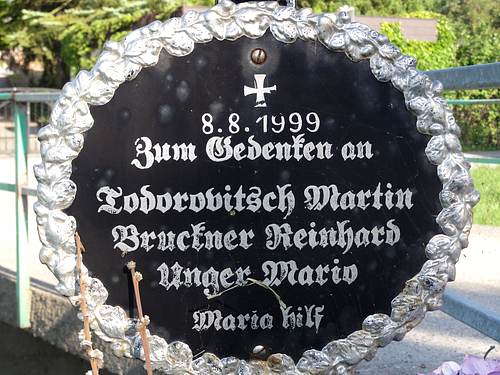 8.8.1999
Zum Gedenken an
Todorovitsch Martin
Bruckner Reinhard
Unger Mario
Maria hilf